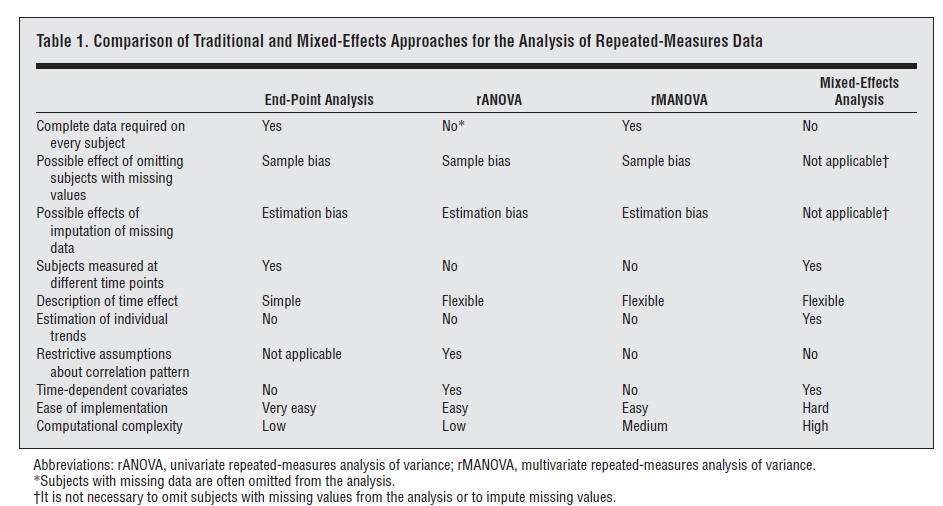 Table 1. Comparison of Traditional and Mixed-Effects Approaches for the Analysis of Repeated-Measures Data
Mixed-Effects
End-Point Analysis rANOVA rMANOVA Analysis
Complete data required on Yes No* Yes No
every subject
Possible effect of omitting Sample bias Sample bias Sample bias Not applicable†
subjects with missing
values
Possible effects of Estimation bias Estimation bias Estimation bias Not applicable†
imputation of missing
data
Subjects measured at Yes No No Yes
different time points
Description of time effect Simple Flexible Flexible Flexible
Estimation of individual No No No Yes
trends
Restrictive assumptions Not applicable Yes No No
about correlation pattern
Time-dependent covariates No Yes No Yes
Ease of implementation Very easy Easy Easy Hard
Computational complexity Low Low Medium High
Abbreviations: rANOVA, univariate repeated-measures analysis of variance; rMANOVA, multivariate repeated-measures analysis of variance.
*Subjects with missing data are often omitted from the analysis.
†It is not necessary to omit subjects with missing values from the analysis or to impute missing values.